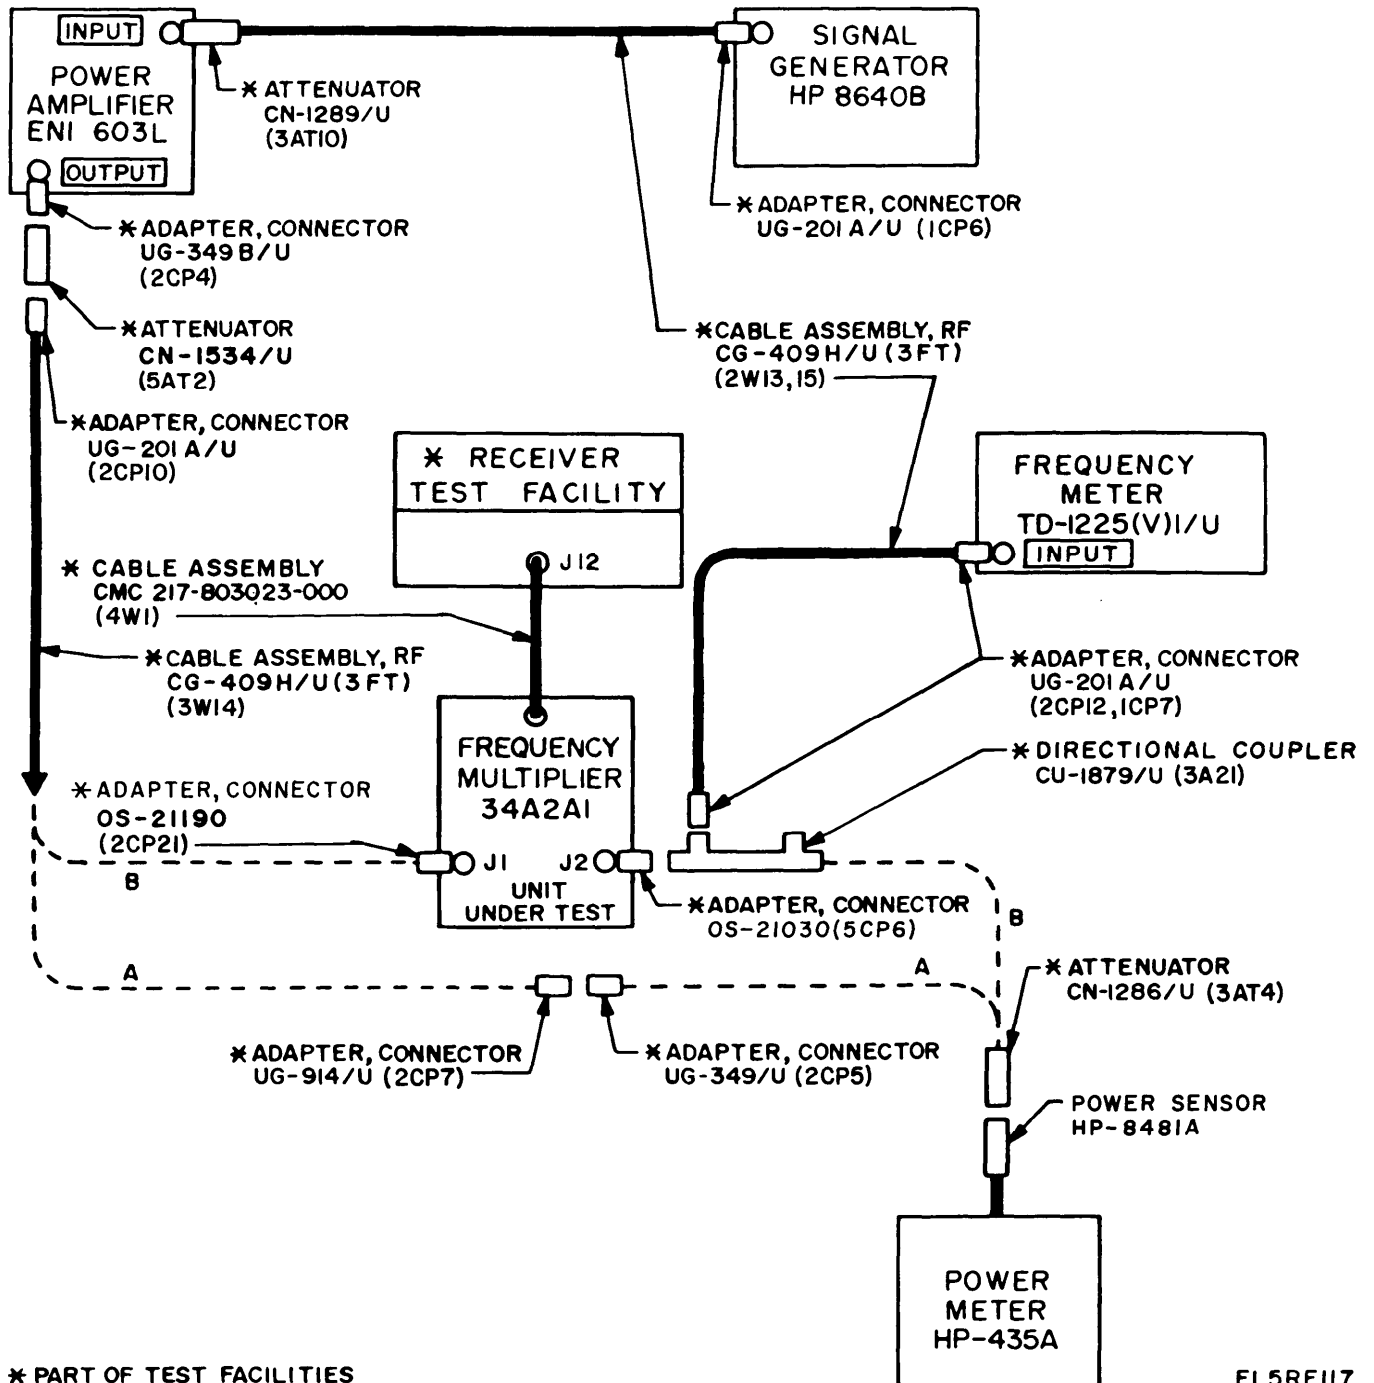 INPUT
POWER
AMPLIFIER
ENI 603L
OUTPUT
* ATTENUATOR
CN-1289/U
(3AT10)
SIGNAL
GENERATOR
HP 8640B
* ADAPTER, CONNECTOR
UG-349B/U
(2CP4)
* ADAPTER, CONNECTOR
UG-201A/U (1CP6)
* ATTENUATOR
CN-1534/U
(5AT2)
* CABLE ASSEMBLY, RF
CG-409H/U (3FT)
(2W13,15)
* ADAPTER, CONNECTOR
UG-201A/U
(2CP10)
* RECEIVER
TEST FACILITY
J12
FREQUENCY
METER
TD-1225(V)1/U
INPUT
* CABLE ASSEMBLY
CMC 217-803023-000
(4W1)
* CABLE ASSEMBLY, RF
CG-409H/U (3FT)
(3W14)
* ADAPTER, CONNECTOR
UG-201A/U
(2CP12,1CP7)
FREQUENCY
MULTIPLIER
34A2A1
J1 J2
UNIT
UNDER TEST
* DIRECTIONAL COUPLER
CU-1879/U (3A21)
* ADAPTER, CONNECTOR
OS-21190
(2CP21)
B
* ADAPTER, CONNECTOR
OS-21030(5CP6)
B
A
A
* ATTENUATOR
CN-1286/U (3AT4)
* ADAPTER, CONNECTOR
UG-914/U (2CP7)
* ADAPTER, CONNECTOR
UG-349/U (2CP5)
POWER SENSOR
HP-8481A
POWER
METER
HP-435A
* PART OF TEST FACILITIES
EL5RF117